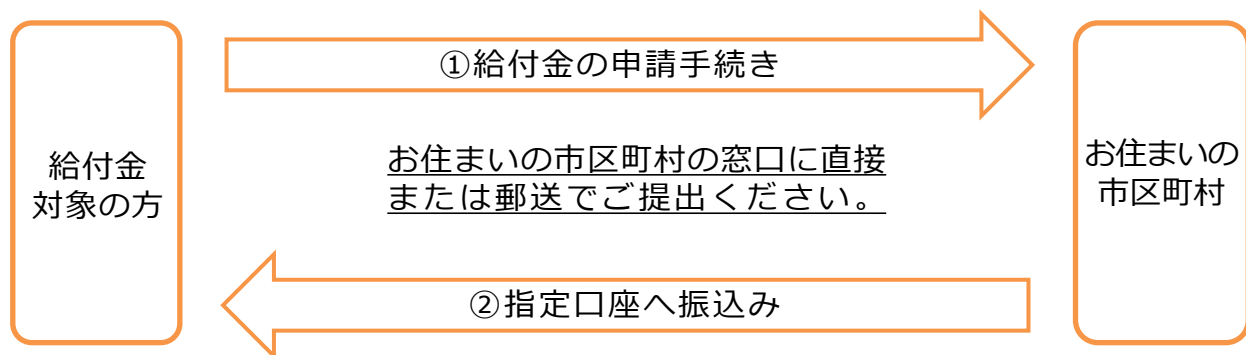 給付金
対象の方
①給付金の申請手続き
お住まいの市区町村の窓口に直接
または郵送でご提出ください。
②指定口座へ振込み
お住まいの
市区町村